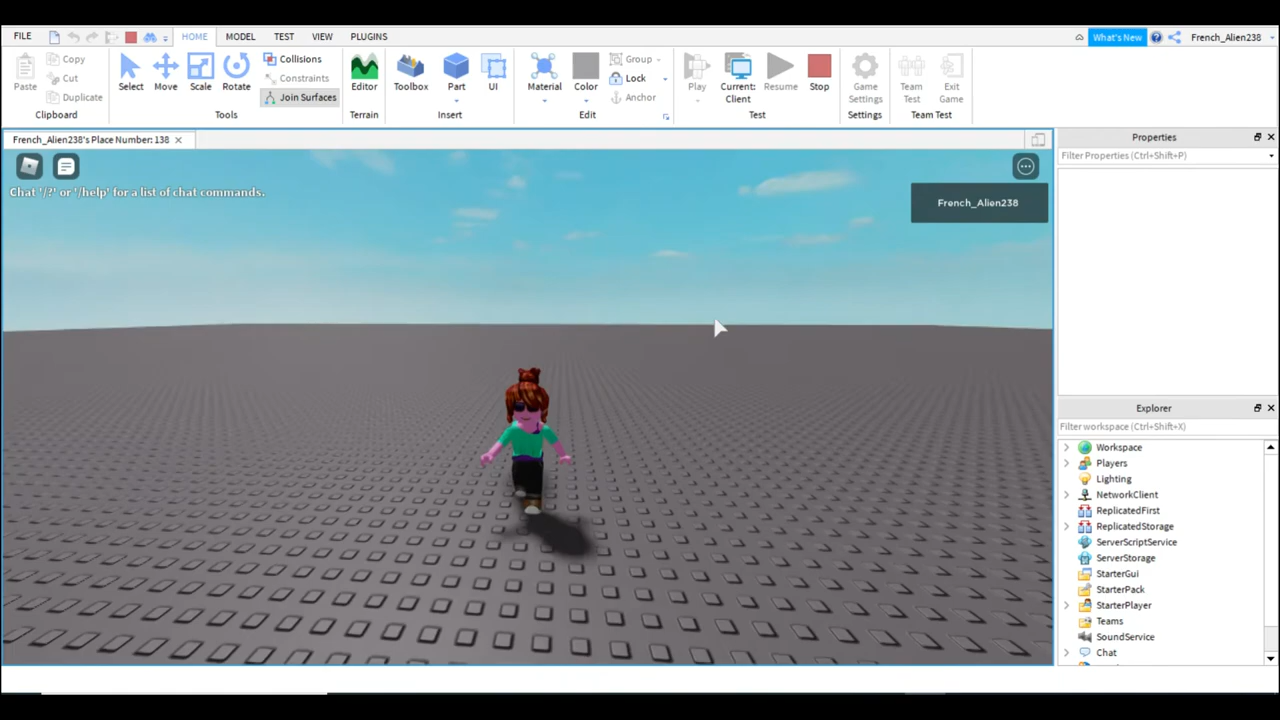 FILE HOME MODEL TEST VIEW PLUGINS What's New French_Alien238
Paste Copy Cut Duplicate Clipboard
Select Move Scale Rotate Collisions Constraints Join Surfaces Tools
Editor Terrain
Toolbox Part UI Insert
Material Color Group Lock Anchor Edit
Play Current: Client Resume Stop Test
Game Settings Settings
Team Test Exit Game Team Test
French_Alien238's Place Number: 138
Chat '/?' or '/help' for a list of chat commands.
French_Alien238
Properties
Filter Properties (Ctrl+Shift+P)
Explorer
Filter workspace (Ctrl+Shift+X)
Workspace
Players
Lighting
NetworkClient
ReplicatedFirst
ReplicatedStorage
ServerScriptService
ServerStorage
StarterGui
StarterPack
StarterPlayer
Teams
SoundService
Chat